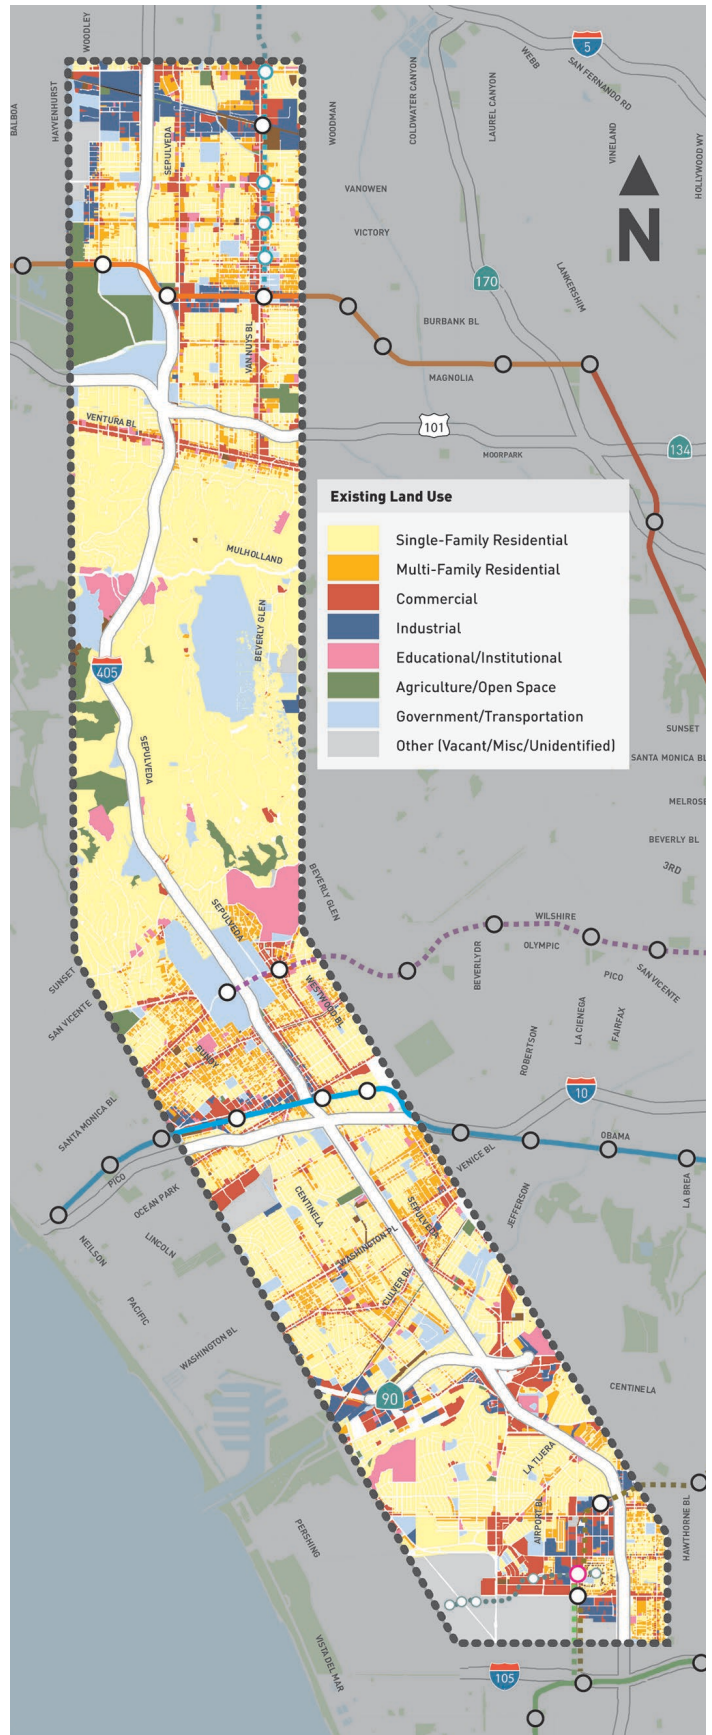 WOODLEY
5
WEBB
SAN FERNANDO RD
COLDWATER CANYON
LAUREL CANYON
BALBOA
HAYVENHURST
WOODMAN
VINELAND
HOLLYWOOD WY
SEPULVEDA
VANOWEN
N
VICTORY
170
LANKERSHIM
BURBANK BL
VAN NUYS BL
MAGNOLIA
VENTURA BL
101
134
MOORPARK
Existing Land Use
Single-Family Residential
Multi-Family Residential
Commercial
Industrial
Educational/Institutional
Agriculture/Open Space
Government/Transportation
Other (Vacant/Misc/Unidentified)
MULHOLLAND
BEVERLY GLEN
405
SEPULVEDA
SUNSET
SANTA MONICA BL
MELROSE
BEVERLY BL
3RD
BEVERLY GLEN
SEPULVEDA
WILSHIRE
OLYMPIC
BEVERLY DR
PICO
SAN VICENTE
SUNSET
SAN VICENTE
WESTWOOD BL
LA CIENEGA
FAIRFAX
ROBERTSON
BUNDY
10
SANTA MONICA BL
OBAMA
VENICE BL
PICO
LA BREA
OCEAN PARK
CENTINELA
SEPULVEDA
JEFFERSON
LINCOLN
NEILSON
WASHINGTON PL
CULVER BL
PACIFIC
WASHINGTON BL
CENTINELA
90
LA TIJERA
AIRPORT BL
HAWTHORNE BL
PERSHING
VISTA DEL MAR
105